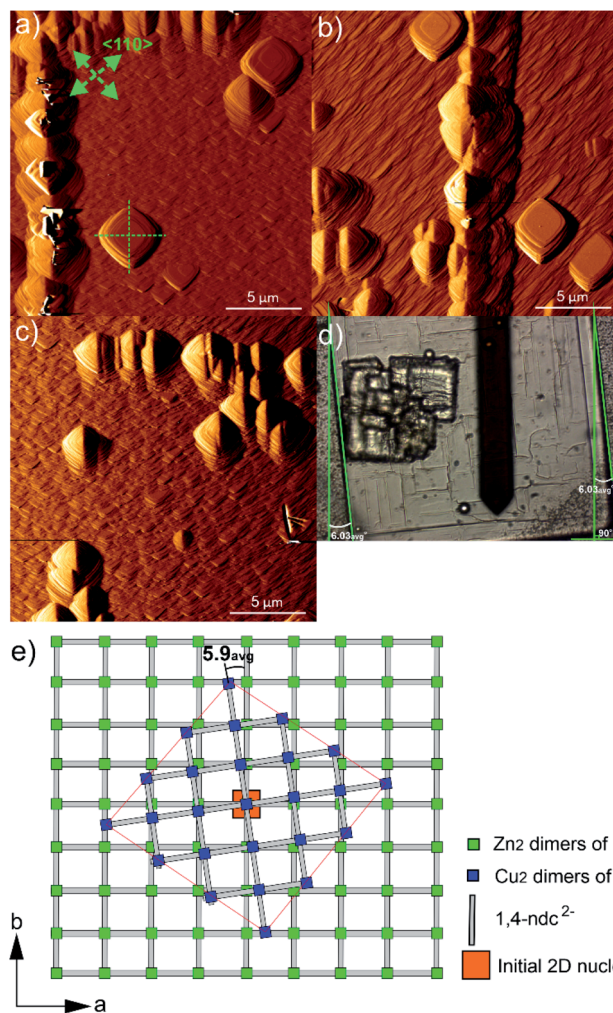 a)
<110>
5 µm
b)
5 µm
c)
5 µm
d)
6.03avg°
6.03avg°
90°
e)
5.9avg
b
a
Zn2 dimers of
Cu2 dimers of
1,4-ndc2-
Initial 2D